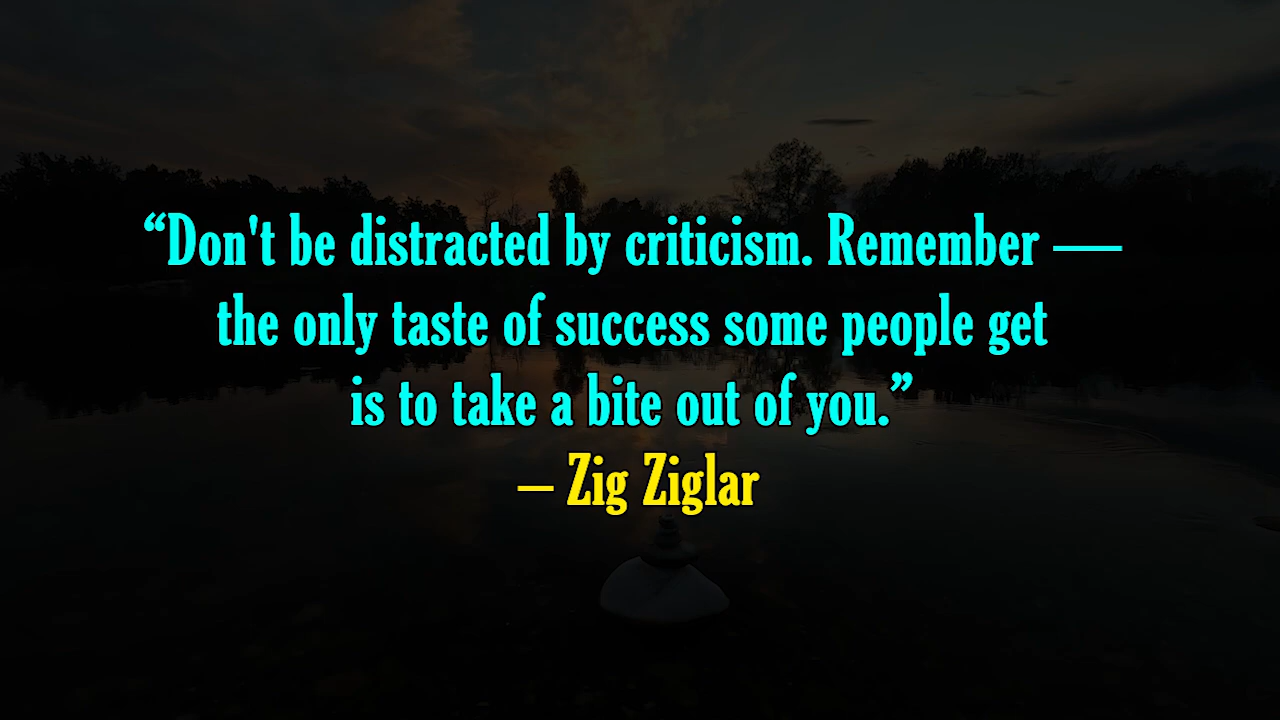 “Don't be distracted by criticism. Remember —
the only taste of success some people get
is to take a bite out of you.”
– Zig Ziglar